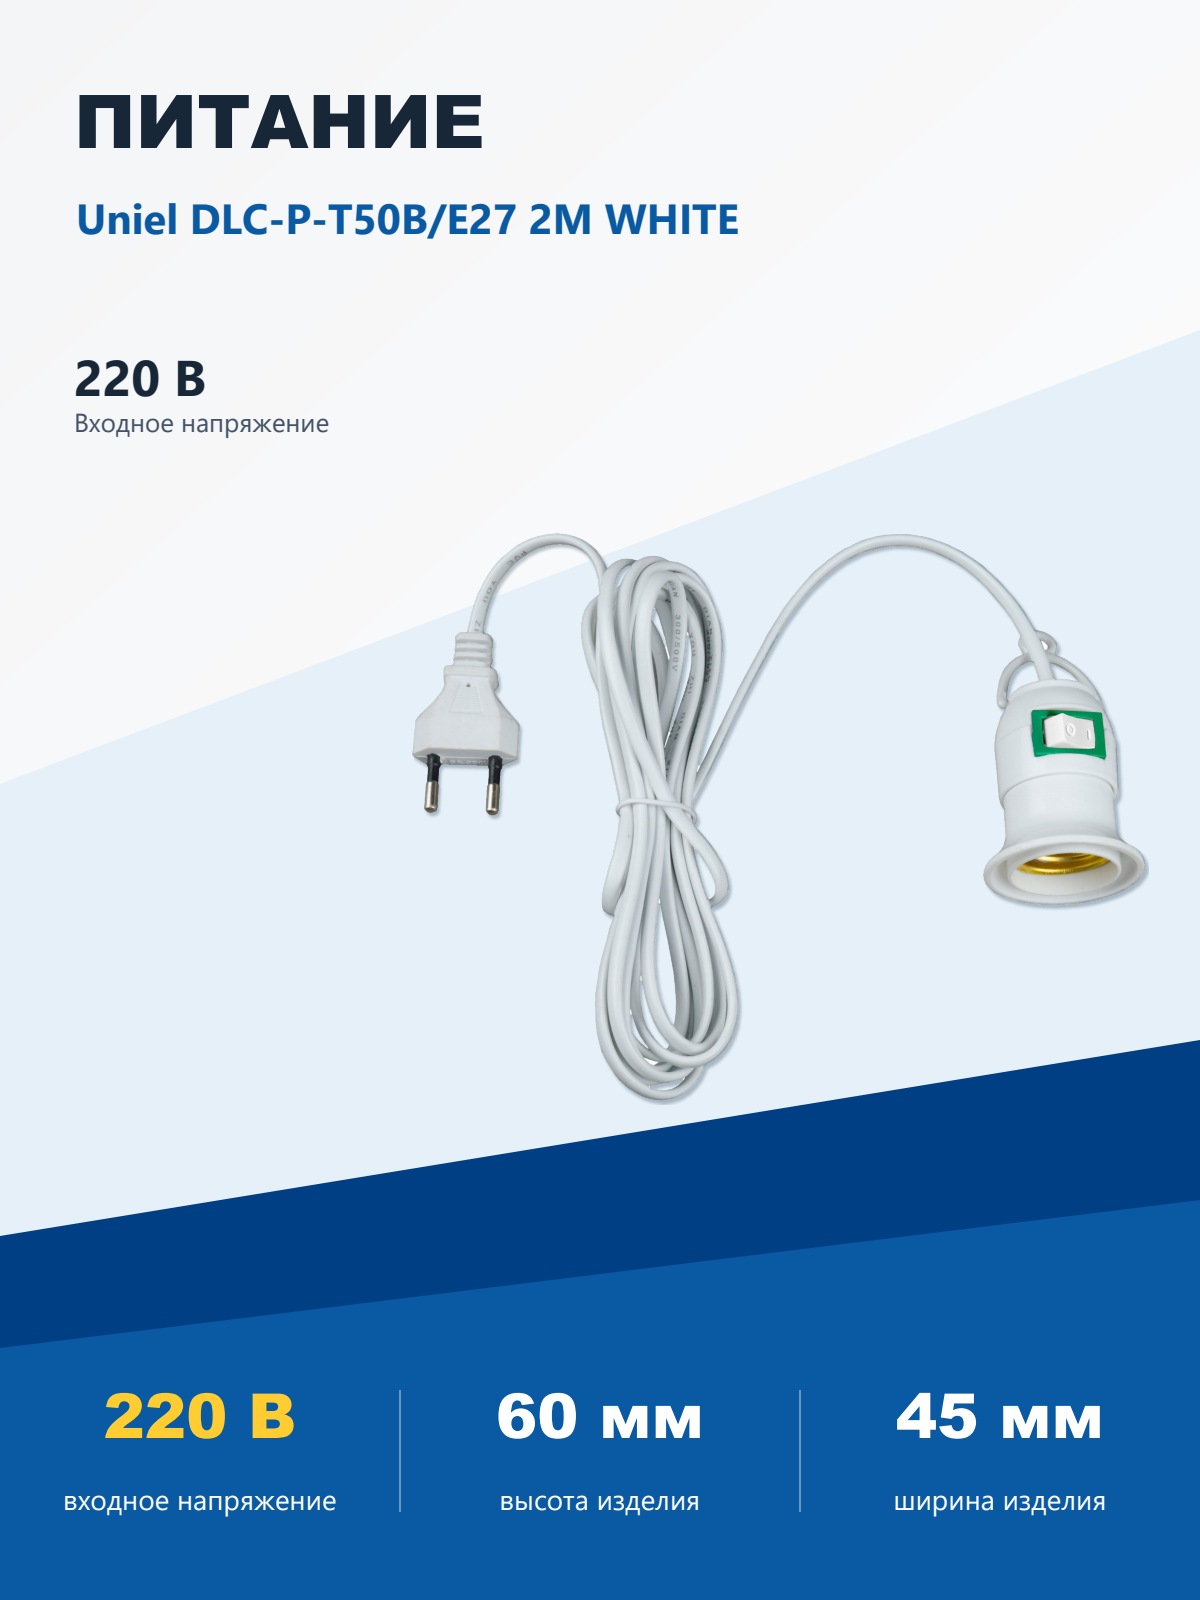 ПИТАНИЕ
Uniel DLC-P-T50B/E27 2M WHITE
220 В
Входное напряжение
220 В
60 мм
45 мм
входное напряжение
высота изделия
ширина изделия